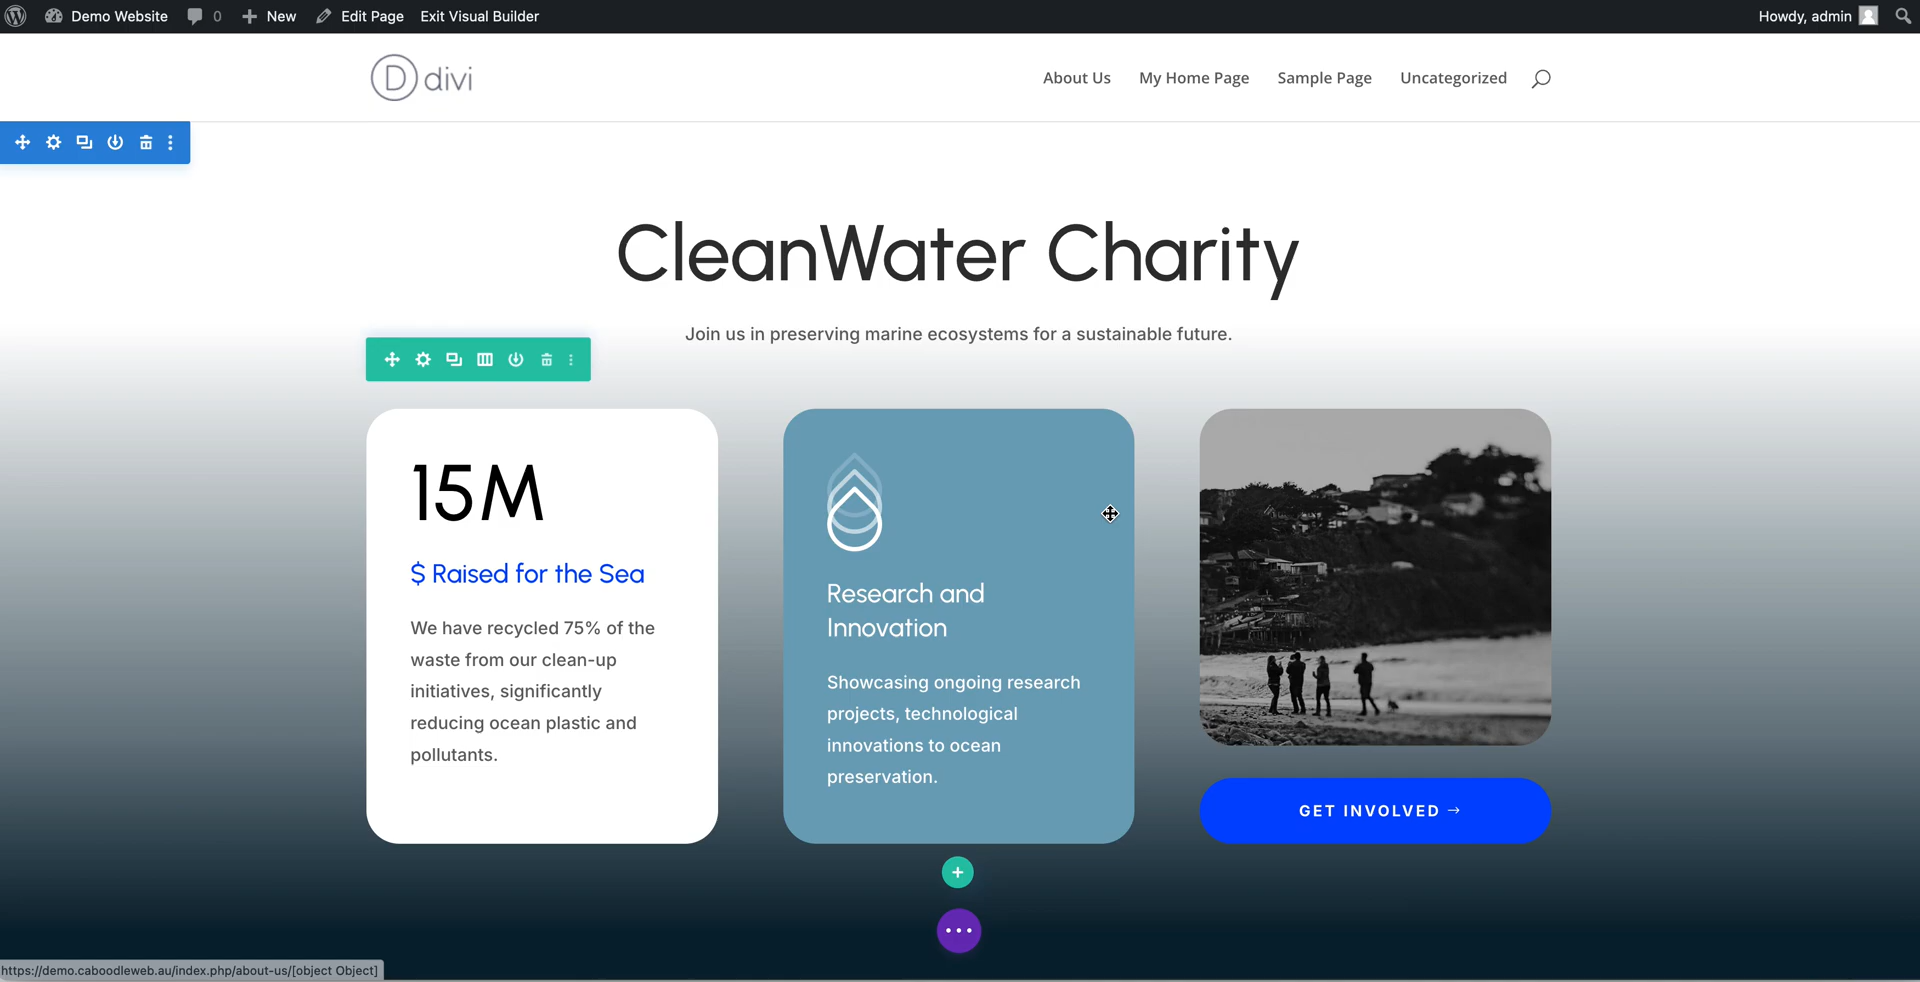 Demo Website 0 New Edit Page Exit Visual Builder Howdy, admin
D divi About Us My Home Page Sample Page Uncategorized
CleanWater Charity
Join us in preserving marine ecosystems for a sustainable future.
15M
$ Raised for the Sea
We have recycled 75% of the
waste from our clean-up
initiatives, significantly
reducing ocean plastic and
pollutants.
Research and
Innovation
Showcasing ongoing research
projects, technological
innovations to ocean
preservation.
GET INVOLVED →
https://demo.caboodleweb.au/index.php/about-us/[object Object]